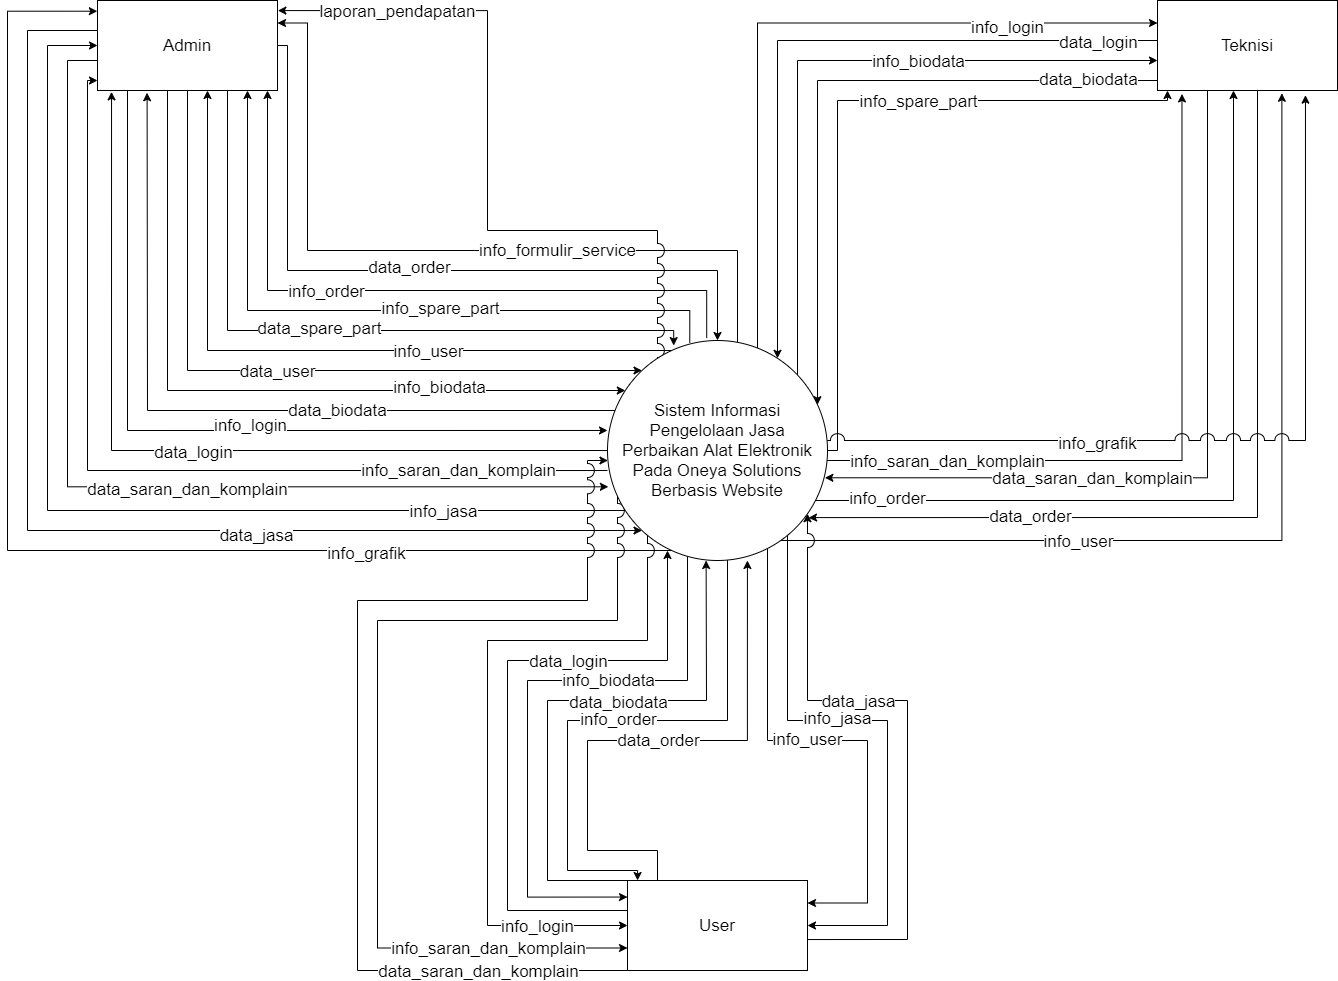 laporan_pendapatan
Admin
info_login
data_login
info_biodata
data_biodata
info_spare_part
Teknisi
info_formulir_service
data_order
info_order
info_spare_part
data_spare_part
info_user
data_user
info_biodata
data_biodata
info_login
data_login
info_saran_dan_komplain
data_saran_dan_komplain
info_jasa
data_jasa
info_grafik
Sistem Informasi
Pengelolaan Jasa
Perbaikan Alat Elektronik
Pada Oneya Solutions
Berbasis Website
info_grafik
info_saran_dan_komplain
data_saran_dan_komplain
info_order
data_order
info_user
data_login
info_biodata
data_biodata
info_order
data_order
data_jasa
info_jasa
info_user
User
info_login
info_saran_dan_komplain
data_saran_dan_komplain